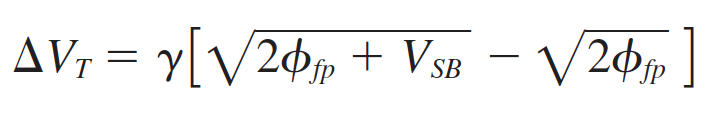 ΔV_T = γ[√(2ϕ_fp + V_SB) − √(2ϕ_fp)]